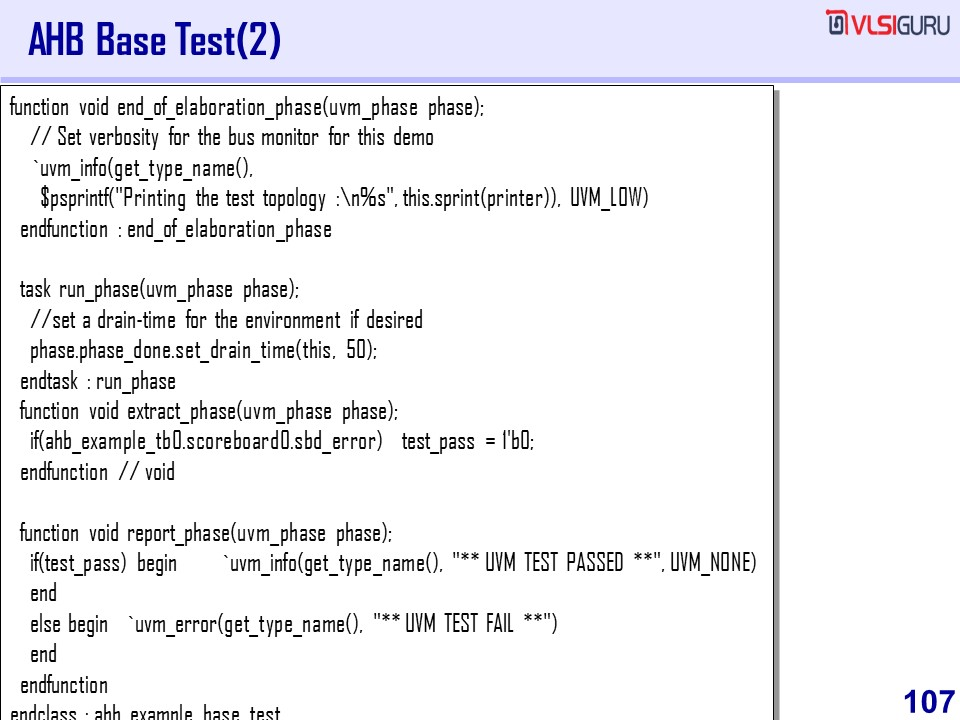 AHB Base Test(2)
VLSIGURU
function void end_of_elaboration_phase(uvm_phase phase);
// Set verbosity for the bus monitor for this demo
`uvm_info(get_type_name(),
$psprintf("Printing the test topology :\n%s", this.sprint(printer)), UVM_LOW)
endfunction : end_of_elaboration_phase
task run_phase(uvm_phase phase);
//set a drain-time for the environment if desired
phase.phase_done.set_drain_time(this, 50);
endtask : run_phase
function void extract_phase(uvm_phase phase);
if(ahb_example_tb0.scoreboard0.sbd_error) test_pass = 1'b0;
endfunction // void
function void report_phase(uvm_phase phase);
if(test_pass) begin `uvm_info(get_type_name(), "** UVM TEST PASSED **", UVM_NONE)
end
else begin `uvm_error(get_type_name(), "** UVM TEST FAIL **")
end
endfunction
endclass : ahb_example_base_test
107